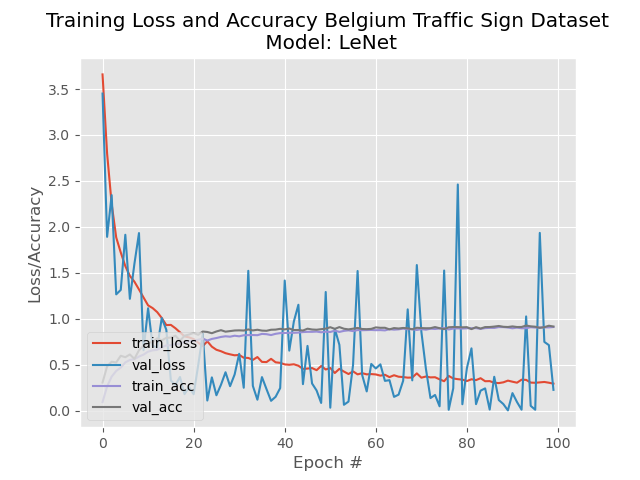 Training Loss and Accuracy Belgium Traffic Sign Dataset
Model: LeNet
Loss/Accuracy
3.5
3.0
2.5
2.0
1.5
1.0
0.5
0.0
train_loss
val_loss
train_acc
val_acc
0 20 40 60 80 100
Epoch #